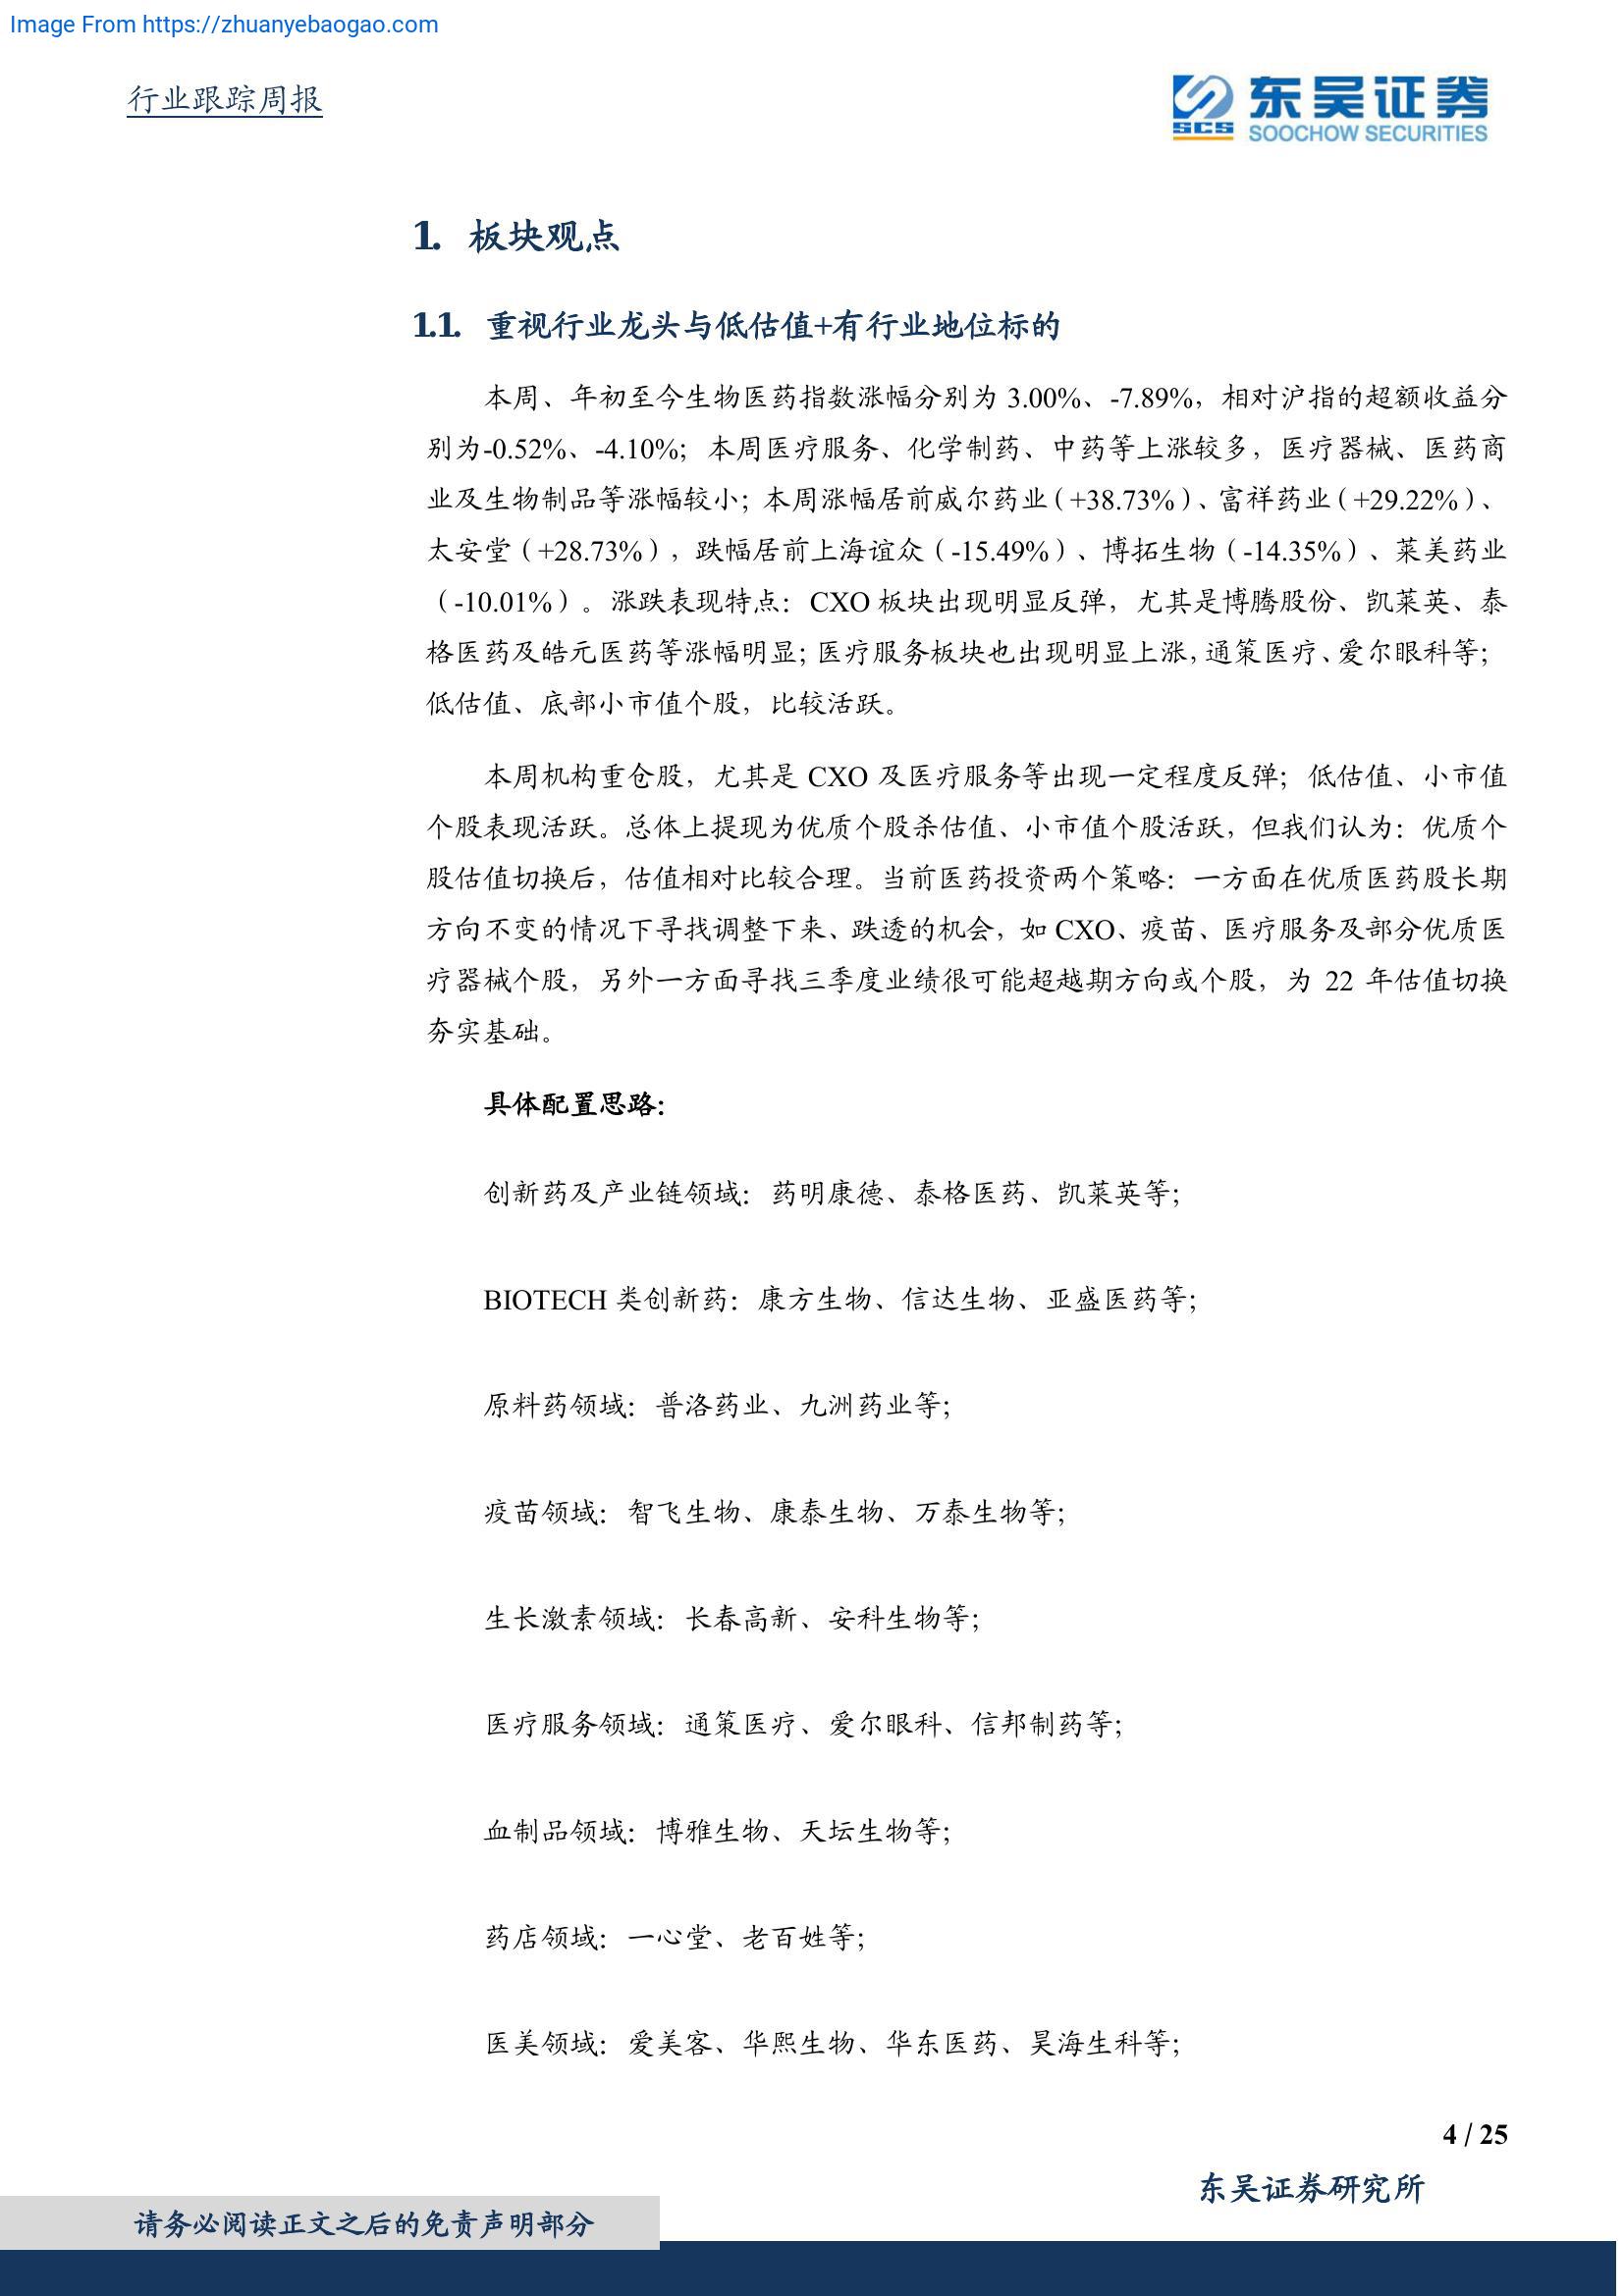 Image From https://zhuanyebaogao.com
行业跟踪周报
东吴证券
SCS
SOOCHOW SECURITIES
1. 板块观点
1.1. 重视行业龙头与低估值+有行业地位标的
本周、年初至今生物医药指数涨幅分别为 3.00%、-7.89%，相对沪指的超额收益分
别为-0.52%、-4.10%；本周医疗服务、化学制药、中药等上涨较多，医疗器械、医药商
业及生物制品等涨幅较小；本周涨幅居前威尔药业（+38.73%）、富祥药业（+29.22%）、
太安堂（+28.73%），跌幅居前上海谊众（-15.49%）、博拓生物（-14.35%）、莱美药业
（-10.01%）。涨跌表现特点：CXO 板块出现明显反弹，尤其是博腾股份、凯莱英、泰
格医药及皓元医药等涨幅明显；医疗服务板块也出现明显上涨，通策医疗、爱尔眼科等；
低估值、底部小市值个股，比较活跃。
本周机构重仓股，尤其是 CXO 及医疗服务等出现一定程度反弹；低估值、小市值
个股表现活跃。总体上提现为优质个股杀估值、小市值个股活跃，但我们认为：优质个
股估值切换后，估值相对比较合理。当前医药投资两个策略：一方面在优质医药股长期
方向不变的情况下寻找调整下来、跌透的机会，如 CXO、疫苗、医疗服务及部分优质医
疗器械个股，另外一方面寻找三季度业绩很可能超越期方向或个股，为 22 年估值切换
夯实基础。
具体配置思路：
创新药及产业链领域：药明康德、泰格医药、凯莱英等；
BIOTECH 类创新药：康方生物、信达生物、亚盛医药等；
原料药领域：普洛药业、九洲药业等；
疫苗领域：智飞生物、康泰生物、万泰生物等；
生长激素领域：长春高新、安科生物等；
医疗服务领域：通策医疗、爱尔眼科、信邦制药等；
血制品领域：博雅生物、天坛生物等；
药店领域：一心堂、老百姓等；
医美领域：爱美客、华熙生物、华东医药、昊海生科等；
4 / 25
东吴证券研究所
请务必阅读正文之后的免责声明部分